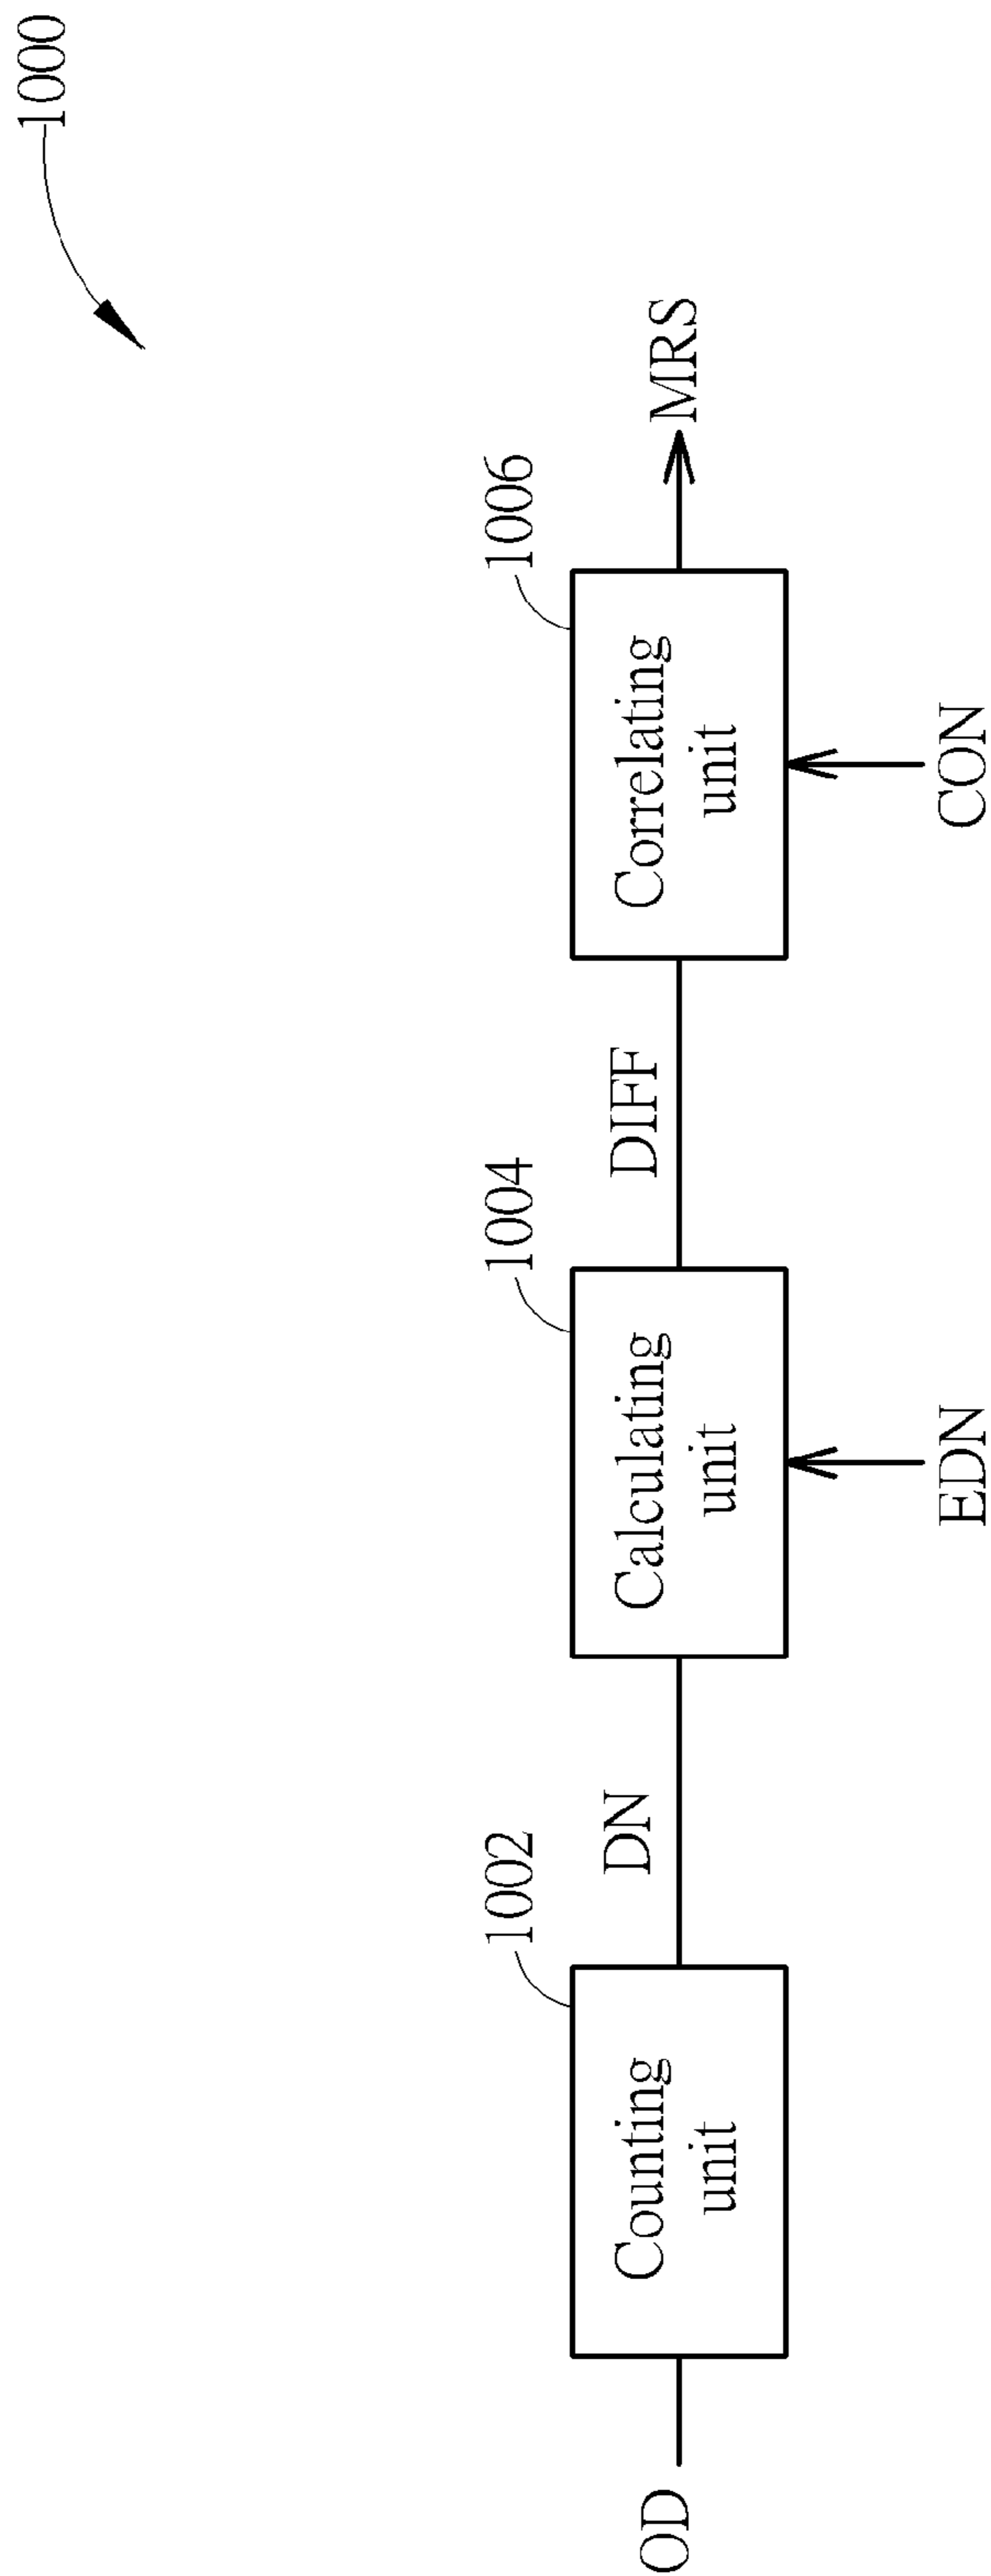 1000
1002
1004
1006
OD
Counting
unit
DN
Calculating
unit
DIFF
Correlating
unit
MRS
EDN
CON